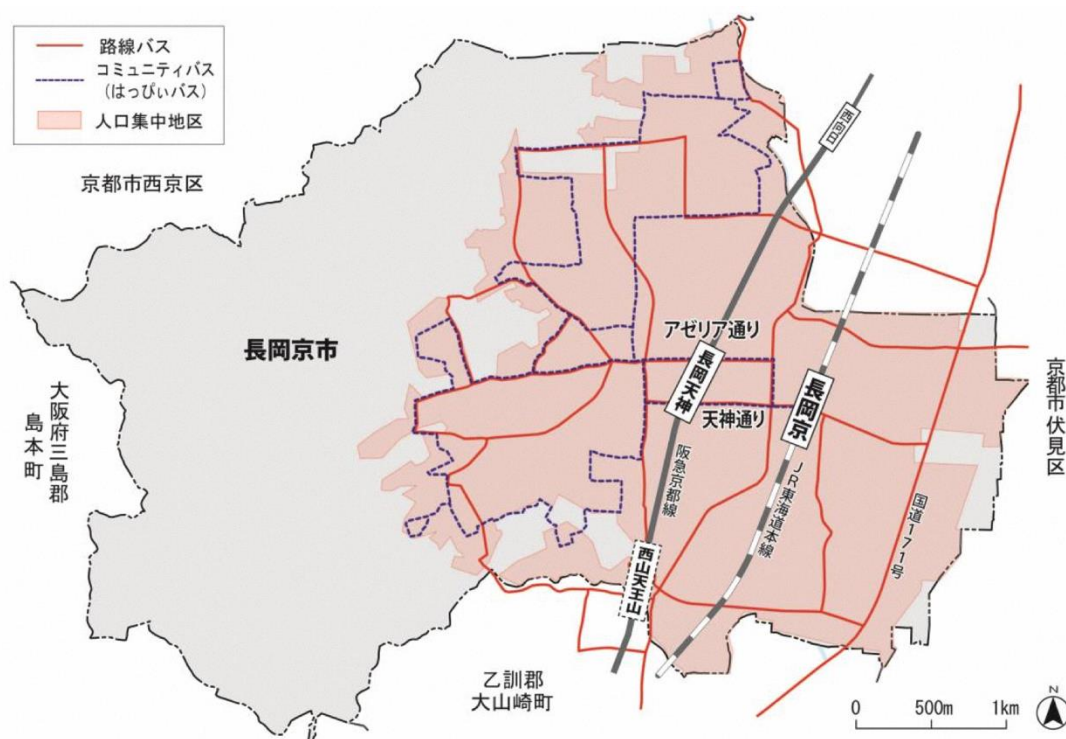 路線バス
コミュニティバス
(はっぴぃバス)
人口集中地区
京都市西京区
西向日
長岡京市
アゼリア通り
長岡天神
長岡京
天神通り
大阪府三島郡
島本町
京都市伏見区
阪急京都線
JR東海道本線
国道171号
西山天王山
乙訓郡
大山崎町
0 500m 1km
N